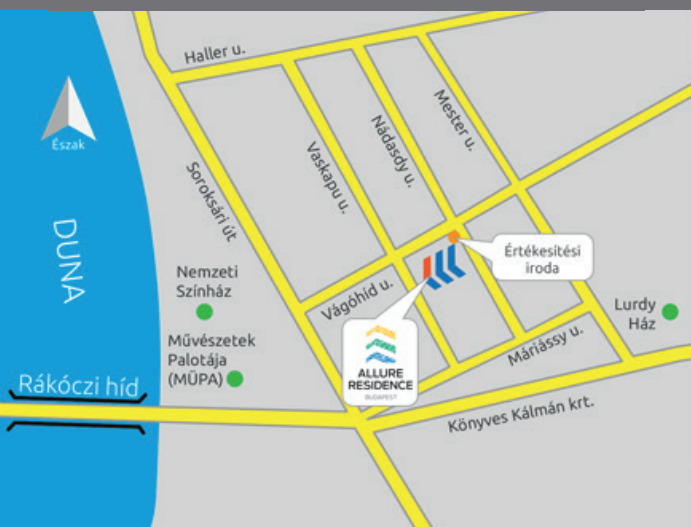 Haller u.
Észak
Mester u.
Nádasdy u.
Vaskapu u.
Soroksári út
DUNA
Értékesítési
iroda
Nemzeti
Színház
Vágóhíd u.
Lurdy
Ház
Művészetek
Palotája
(MÜPA)
Máriássy u.
ALLURE
RESIDENCE
BUDAPEST
Rákóczi híd
Könyves Kálmán krt.